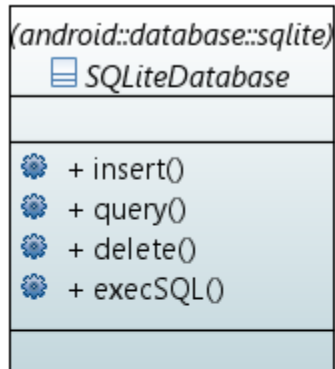 (android::database::sqlite)
SQLiteDatabase
+ insert()
+ query()
+ delete()
+ execSQL()